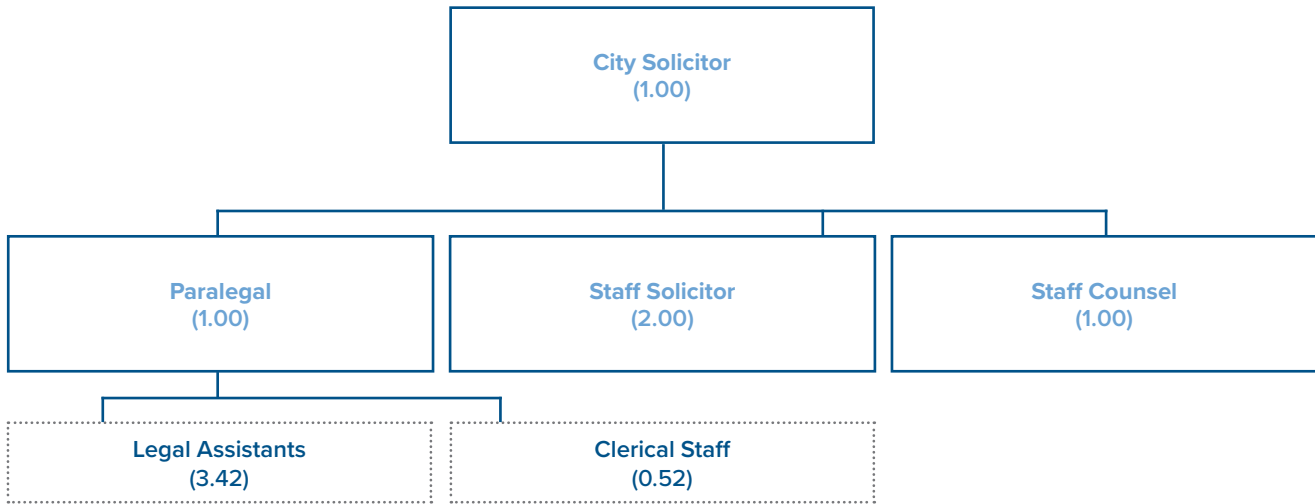 City Solicitor
(1.00)
Paralegal
(1.00)
Staff Solicitor
(2.00)
Staff Counsel
(1.00)
Legal Assistants
(3.42)
Clerical Staff
(0.52)